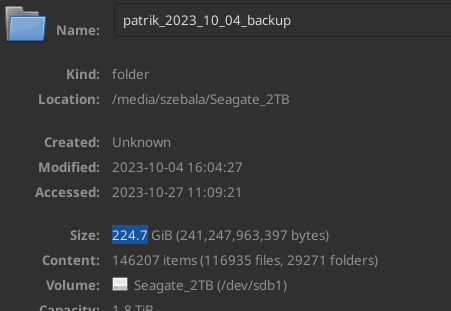 Name: patrik_2023_10_04_backup
Kind: folder
Location: /media/szebala/Seagate_2TB
Created: Unknown
Modified: 2023-10-04 16:04:27
Accessed: 2023-10-27 11:09:21
Size: 224.7 GiB (241,247,963,397 bytes)
Content: 146207 items (116935 files, 29271 folders)
Volume: Seagate_2TB (/dev/sdb1)
Capacity: 1.8 TiB